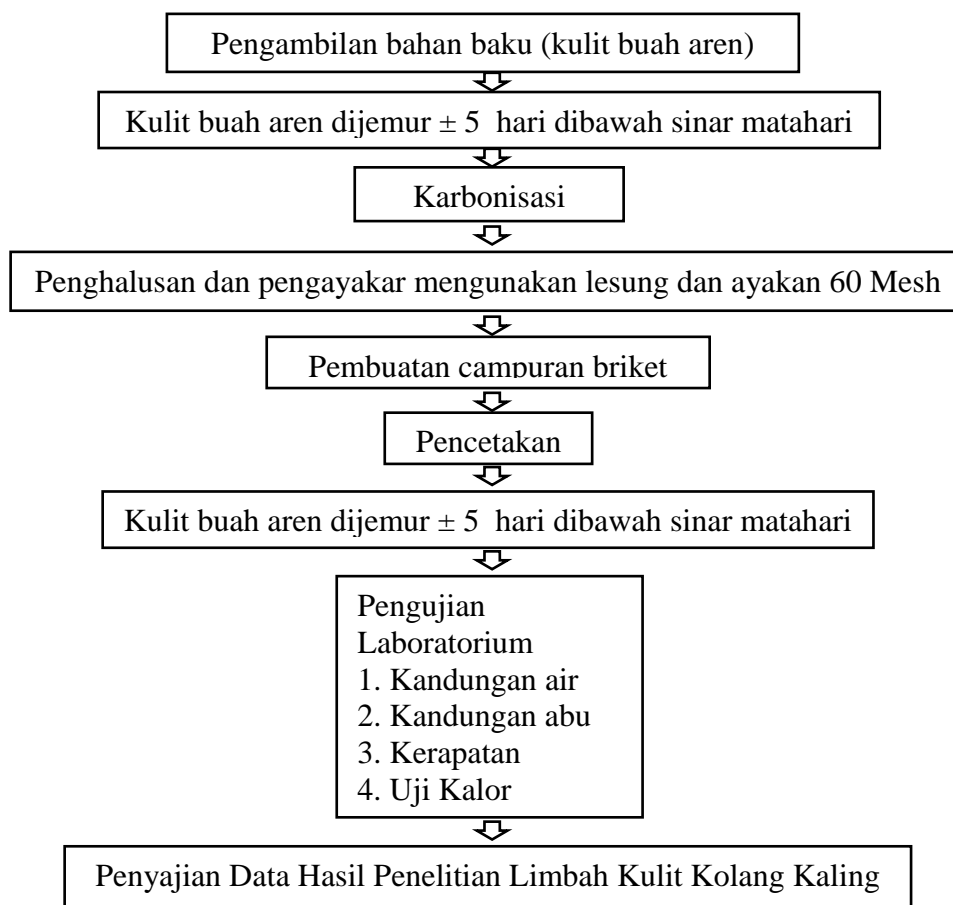 Pengambilan bahan baku (kulit buah aren)
Kulit buah aren dijemur ± 5 hari dibawah sinar matahari
Karbonisasi
Penghalusan dan pengayakar mengunakan lesung dan ayakan 60 Mesh
Pembuatan campuran briket
Pencetakan
Kulit buah aren dijemur ± 5 hari dibawah sinar matahari
Pengujian
Laboratorium
1. Kandungan air
2. Kandungan abu
3. Kerapatan
4. Uji Kalor
Penyajian Data Hasil Penelitian Limbah Kulit Kolang Kaling